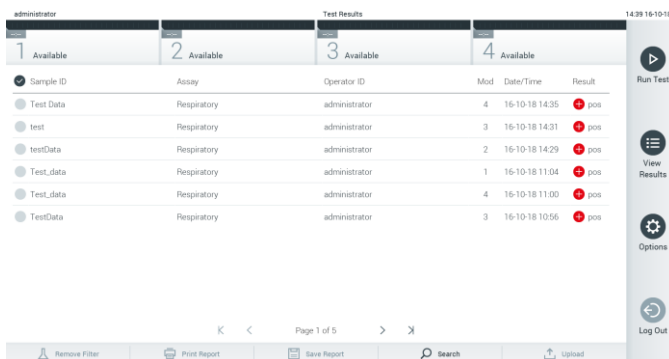 administrator Test Results 14:39 16-10-18
1 Available 2 Available 3 Available 4 Available
Sample ID Assay Operator ID Mod Date/Time Result
Test Data Respiratory administrator 4 16-10-18 14:35 pos
test Respiratory administrator 3 16-10-18 14:31 pos
testData Respiratory administrator 2 16-10-18 14:29 pos
Test_data Respiratory administrator 1 16-10-18 11:04 pos
Test_data Respiratory administrator 4 16-10-18 11:00 pos
TestData Respiratory administrator 3 16-10-18 10:56 pos
Page 1 of 5
Remove Filter Print Report Save Report Search Upload
Run Test
View
Results
Options
Log Out